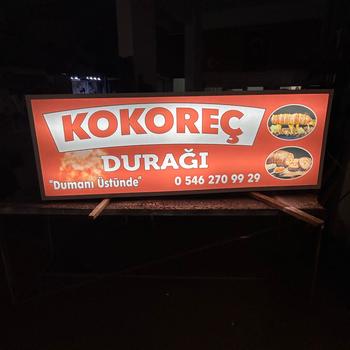 KOKOREÇ
DURAĞI
"Dumanı Üstünde" 0 546 270 99 29